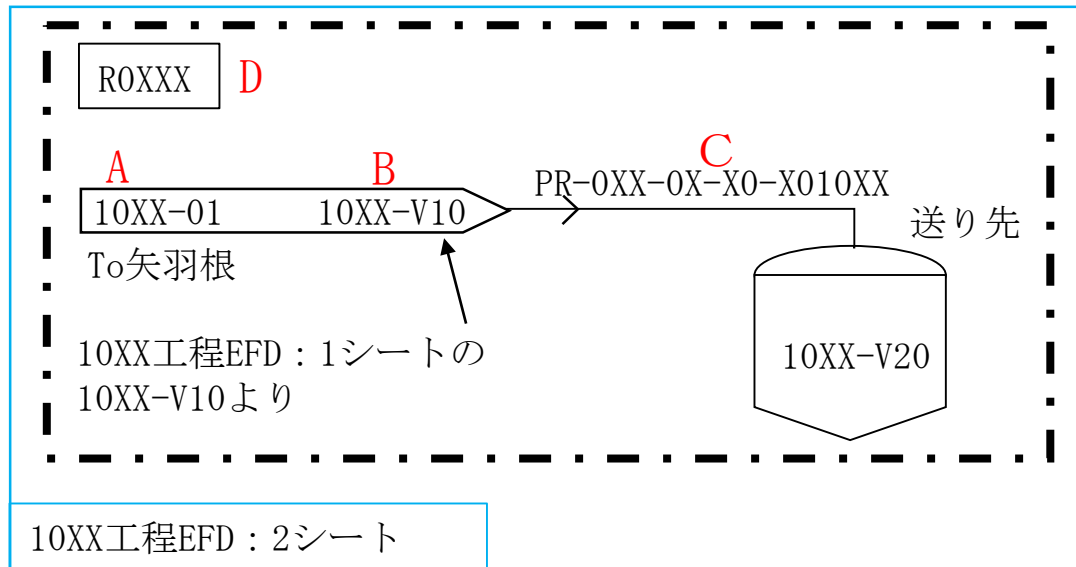 R0XXX
D
A
B
C
PR-0XX-0X-X0-X010XX
10XX-01
10XX-V10
送り先
To矢羽根
10XX工程EFD：1シートの
10XX-V10より
10XX-V20
10XX工程EFD：2シート